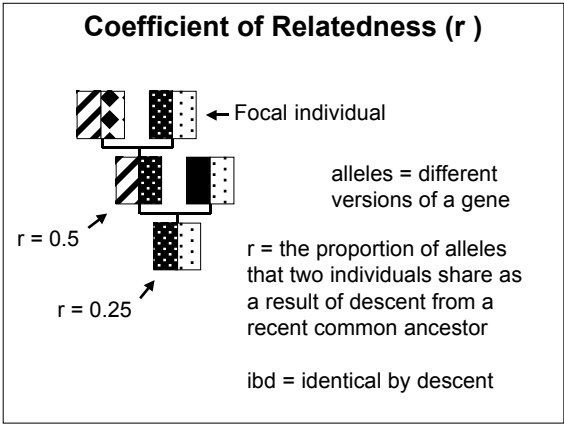 Coefficient of Relatedness (r )
Focal individual
alleles = different
versions of a gene
r = 0.5
r = the proportion of alleles
that two individuals share as
a result of descent from a
recent common ancestor
r = 0.25
ibd = identical by descent